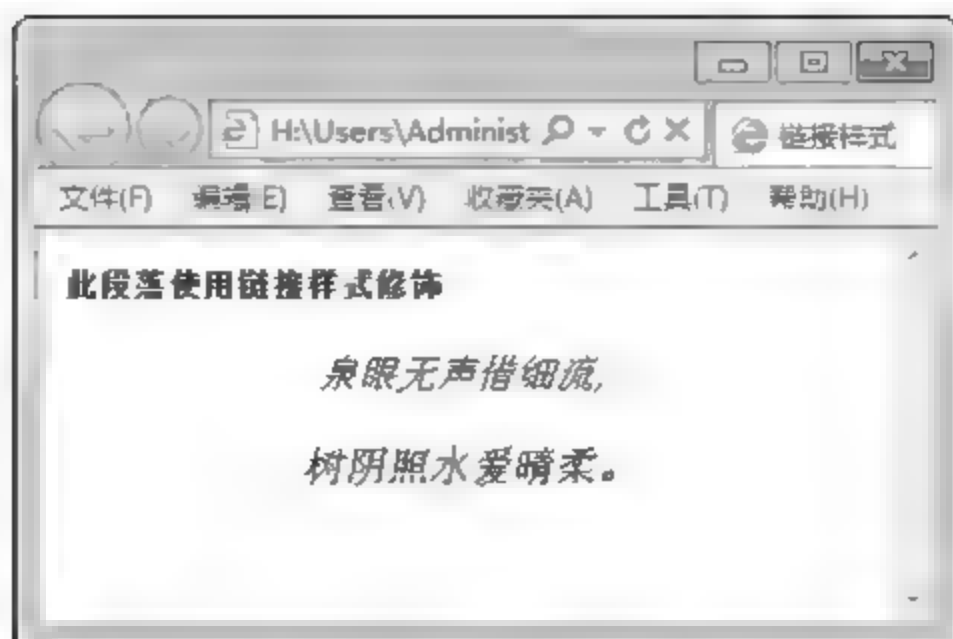 H:\Users\Administ
链接样式
文件(F) 编辑(E) 查看(V) 收藏夹(A) 工具(T) 帮助(H)
此段落使用链接样式修饰
泉眼无声惜细流,
树阴照水爱晴柔。